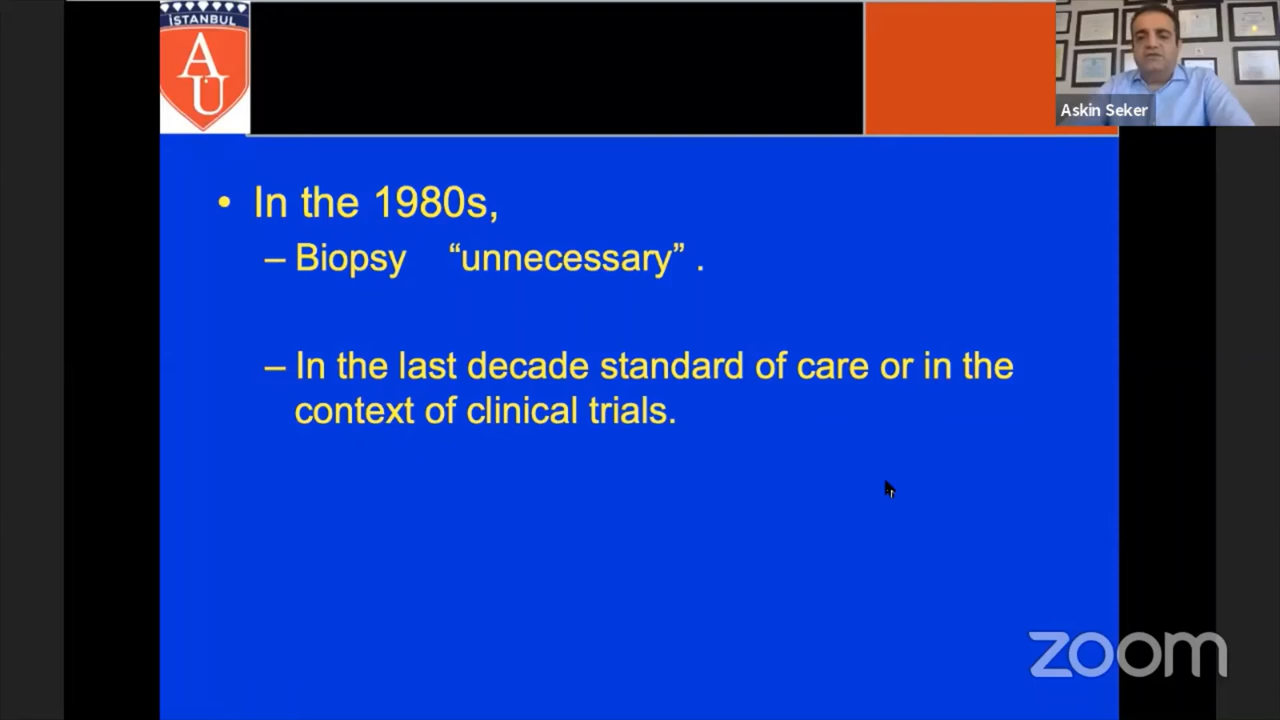 İSTANBUL
AU
Askin Seker
• In the 1980s,
– Biopsy “unnecessary” .
– In the last decade standard of care or in the
context of clinical trials.
zoom